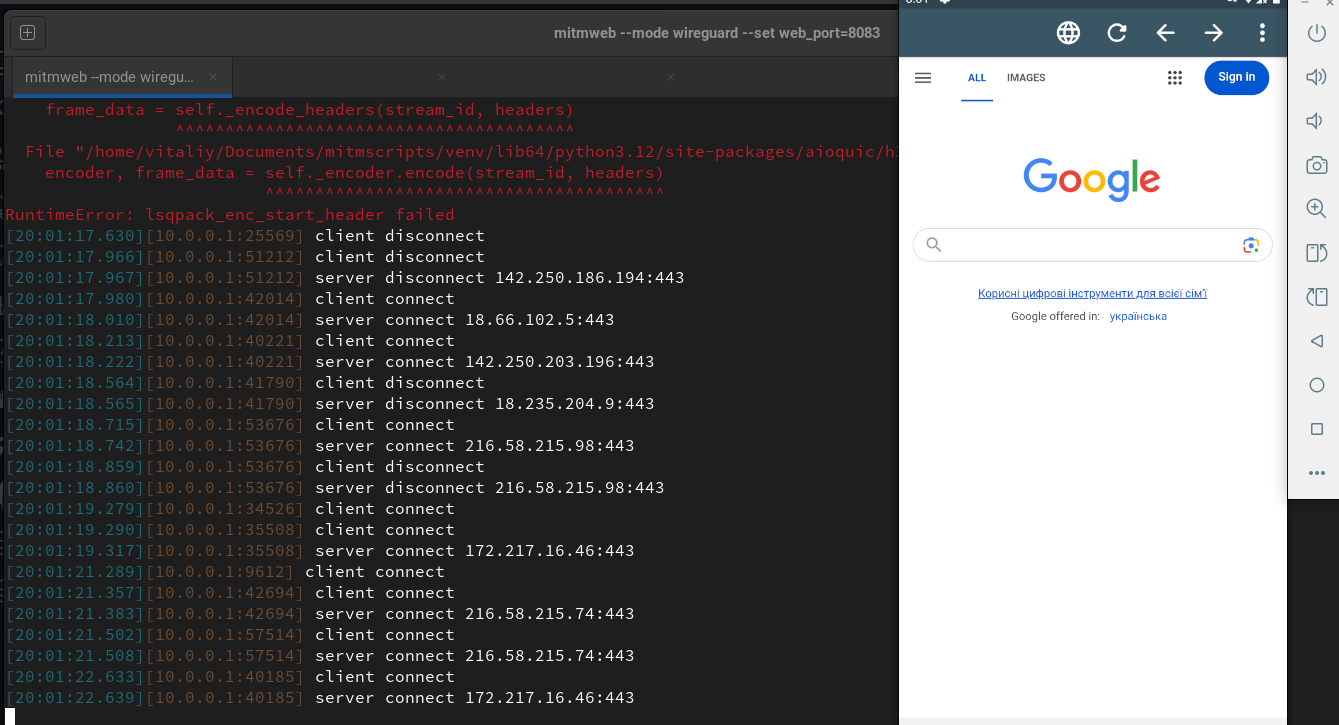 mitmweb --mode wireguard --set web_port=8083
mitmweb --mode wiregu...
frame_data = self._encode_headers(stream_id, headers)
^^^^^^^^^^^^^^^^^^^^^^^^^^^^^^^^^^^^^^^^
File "/home/vitaliy/Documents/mitmscripts/venv/lib64/python3.12/site-packages/aioquic/h
encoder, frame_data = self._encoder.encode(stream_id, headers)
^^^^^^^^^^^^^^^^^^^^^^^^^^^^^^^^^^^^^^^^
RuntimeError: lsqpack_enc_start_header failed
[20:01:17.630][10.0.0.1:25569] client disconnect
[20:01:17.966][10.0.0.1:51212] client disconnect
[20:01:17.967][10.0.0.1:51212] server disconnect 142.250.186.194:443
[20:01:17.980][10.0.0.1:42014] client connect
[20:01:18.010][10.0.0.1:42014] server connect 18.66.102.5:443
[20:01:18.213][10.0.0.1:40221] client connect
[20:01:18.222][10.0.0.1:40221] server connect 142.250.203.196:443
[20:01:18.564][10.0.0.1:41790] client disconnect
[20:01:18.565][10.0.0.1:41790] server disconnect 18.235.204.9:443
[20:01:18.715][10.0.0.1:53676] client connect
[20:01:18.742][10.0.0.1:53676] server connect 216.58.215.98:443
[20:01:18.859][10.0.0.1:53676] client disconnect
[20:01:18.860][10.0.0.1:53676] server disconnect 216.58.215.98:443
[20:01:19.279][10.0.0.1:34526] client connect
[20:01:19.290][10.0.0.1:35508] client connect
[20:01:19.317][10.0.0.1:35508] server connect 172.217.16.46:443
[20:01:21.289][10.0.0.1:9612] client connect
[20:01:21.357][10.0.0.1:42694] client connect
[20:01:21.383][10.0.0.1:42694] server connect 216.58.215.74:443
[20:01:21.502][10.0.0.1:57514] client connect
[20:01:21.508][10.0.0.1:57514] server connect 216.58.215.74:443
[20:01:22.633][10.0.0.1:40185] client connect
[20:01:22.639][10.0.0.1:40185] server connect 172.217.16.46:443
ALL IMAGES Sign in
Google
Корисні цифрові інструменти для всієї сім'ї
Google offered in: українська